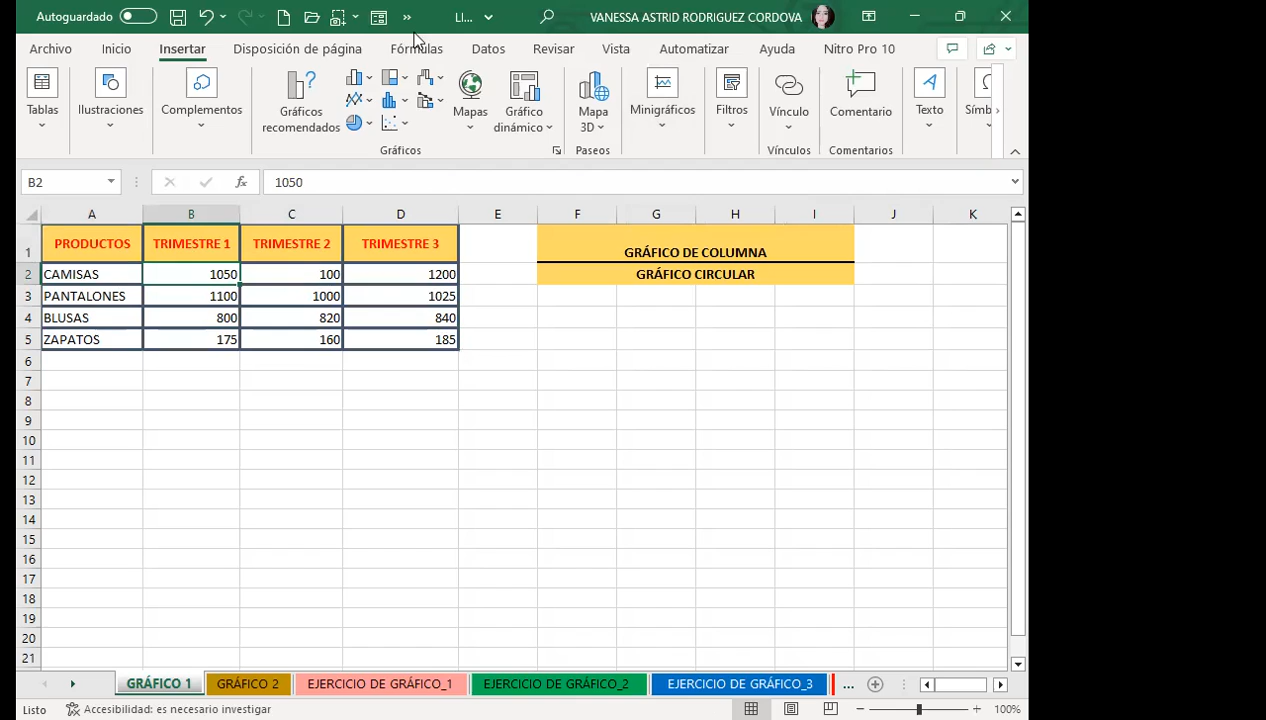 Autoguardado LI... VANESSA ASTRID RODRIGUEZ CORDOVA
Archivo Inicio Insertar Disposición de página Fórmulas Datos Revisar Vista Automatizar Ayuda Nitro Pro 10
Tablas Ilustraciones Complementos Gráficos recomendados Mapas Gráfico dinámico Mapa 3D Minigráficos Filtros Vínculo Comentario Texto Símb
Gráficos Paseos Vínculos Comentarios
B2 fx 1050
A B C D E F G H I J K
1 PRODUCTOS TRIMESTRE 1 TRIMESTRE 2 TRIMESTRE 3 GRÁFICO DE COLUMNA
2 CAMISAS 1050 100 1200 GRÁFICO CIRCULAR
3 PANTALONES 1100 1000 1025
4 BLUSAS 800 820 840
5 ZAPATOS 175 160 185
6
7
8
9
10
11
12
13
14
15
16
17
18
19
20
21
GRÁFICO 1 GRÁFICO 2 EJERCICIO DE GRÁFICO_1 EJERCICIO DE GRÁFICO_2 EJERCICIO DE GRÁFICO_3 ...
Listo Accesibilidad: es necesario investigar 100%